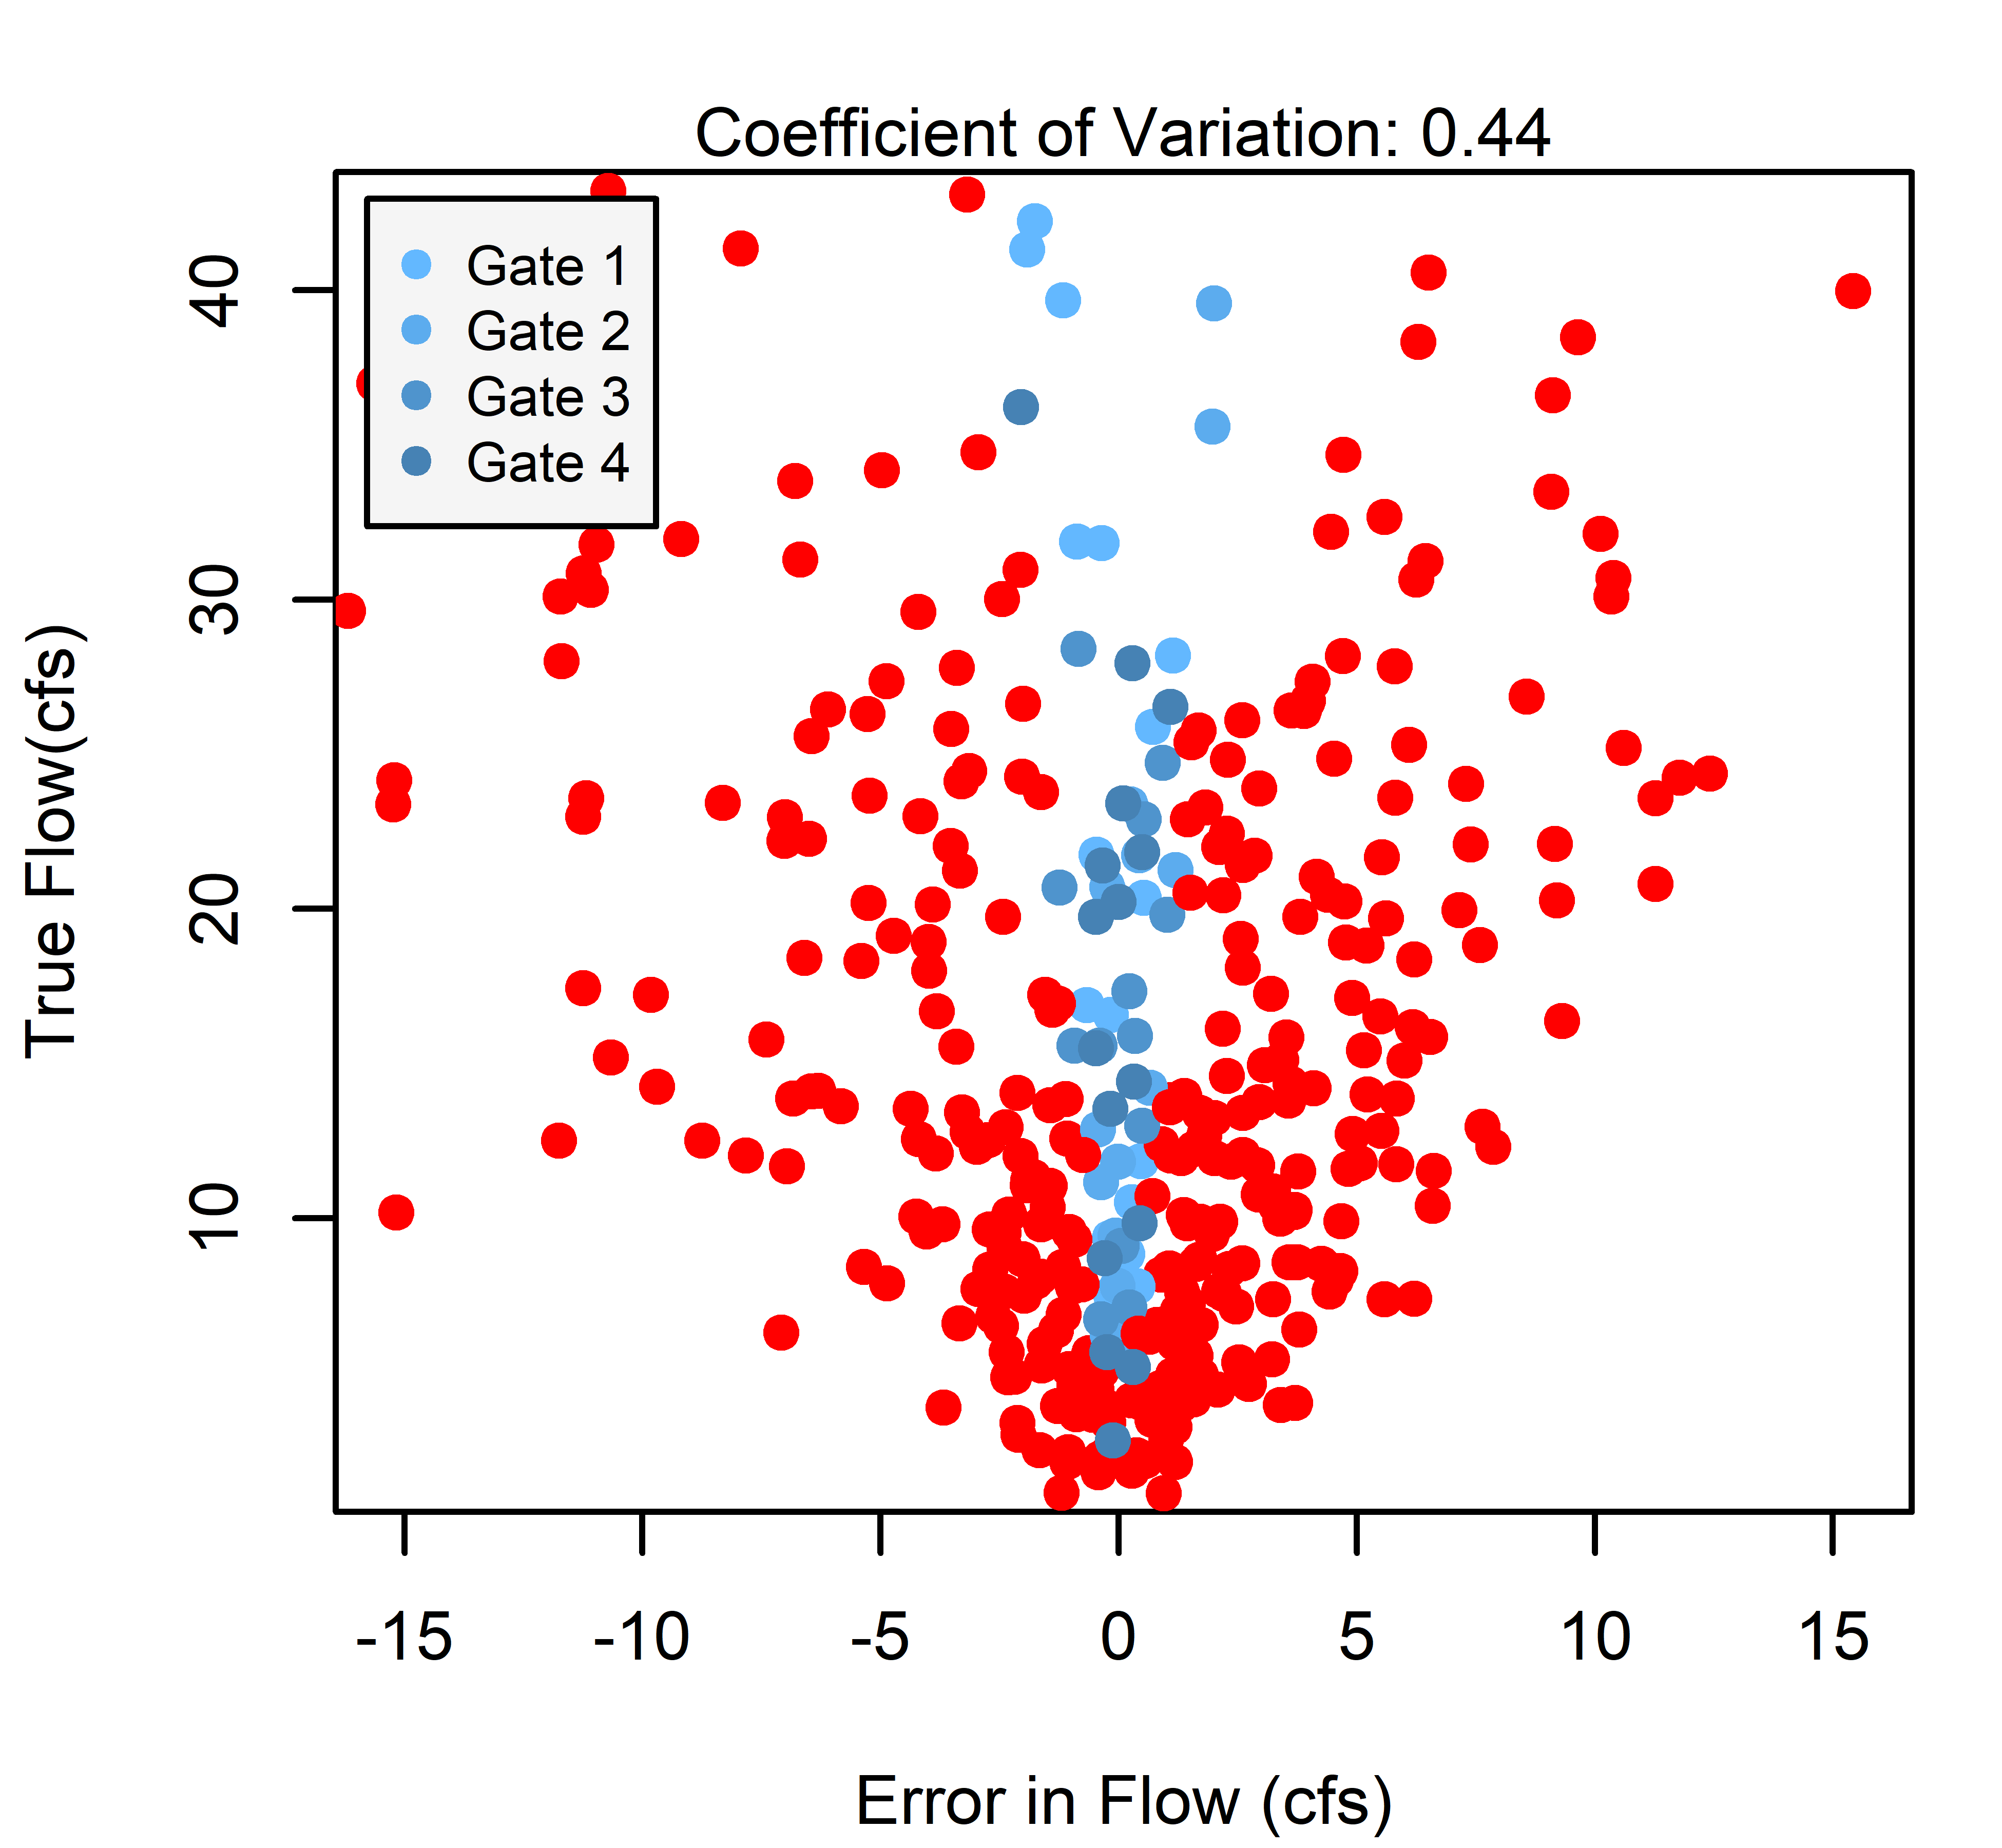 Coefficient of Variation: 0.44
Gate 1
Gate 2
Gate 3
Gate 4
True Flow(cfs)
40
30
20
10
-15 -10 -5 0 5 10 15
Error in Flow (cfs)